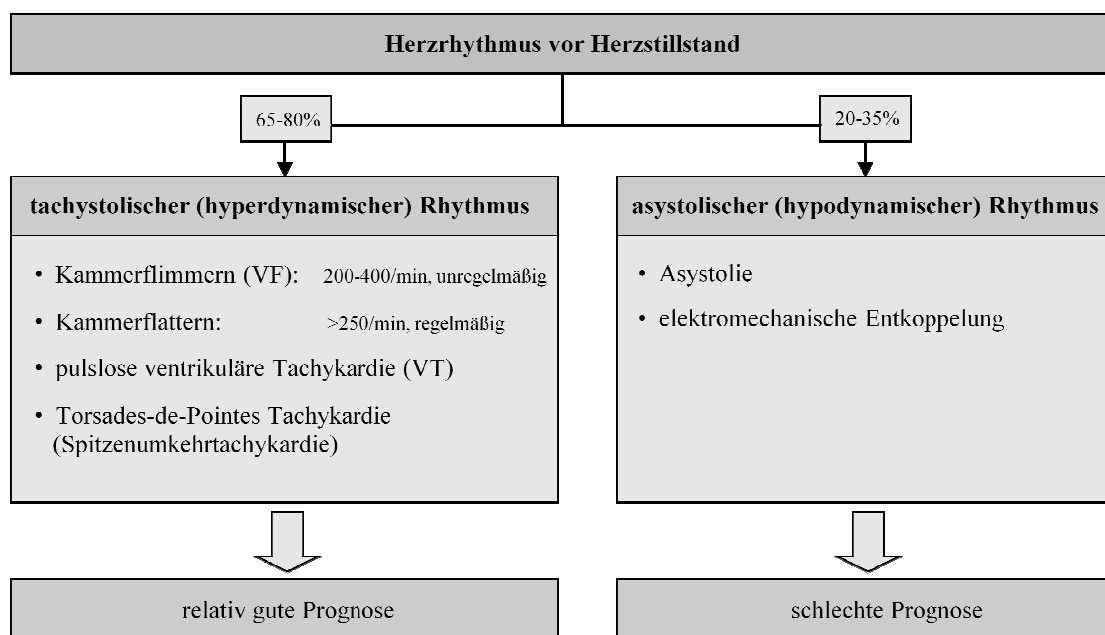 Herzrhythmus vor Herzstillstand
65-80%
20-35%
tachystolischer (hyperdynamischer) Rhythmus
• Kammerflimmern (VF): 200-400/min, unregelmäßig
• Kammerflattern: >250/min, regelmäßig
• pulslose ventrikuläre Tachykardie (VT)
• Torsades-de-Pointes Tachykardie
(Spitzenumkehrtachykardie)
relativ gute Prognose
asystolischer (hypodynamischer) Rhythmus
• Asystolie
• elektromechanische Entkoppelung
schlechte Prognose